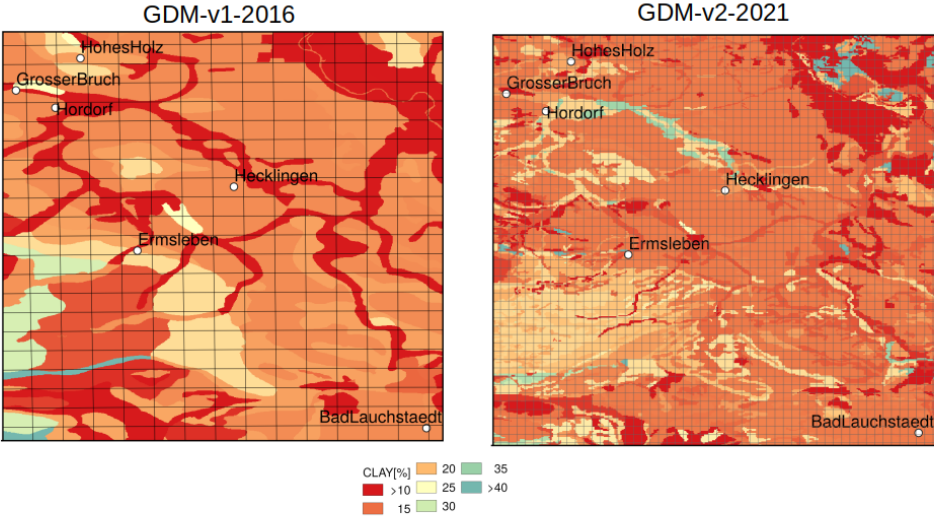 GDM-v1-2016
GDM-v2-2021
HohesHolz
GrosserBruch
Hordorf
Hecklingen
Ermsleben
BadLauchstaedt
HohesHolz
GrosserBruch
Hordorf
Hecklingen
Ermsleben
BadLauchstaedt
CLAY[%]
>10
15
20
25
30
35
>40